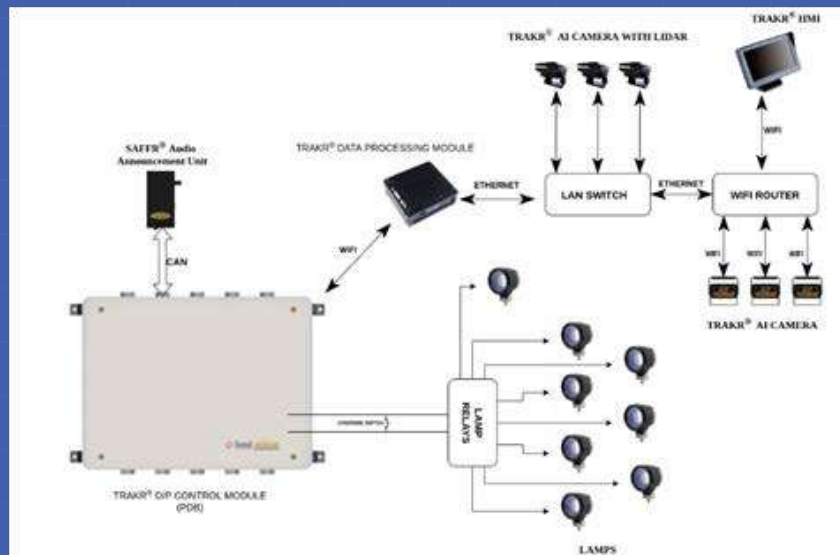 TRAKR® HMI
TRAKR® AI CAMERA WITH LIDAR
SAFFR® Audio
Announcement Unit
TRAKR® DATA PROCESSING MODULE
WIFI
ETHERNET
LAN SWITCH
ETHERNET
WIFI ROUTER
WIFI
CAN
WIFI WIFI WIFI
TRAKR® AI CAMERA
LAMP
RELAYS
TRAKR® O/P CONTROL MODULE
(PDB)
LAMPS